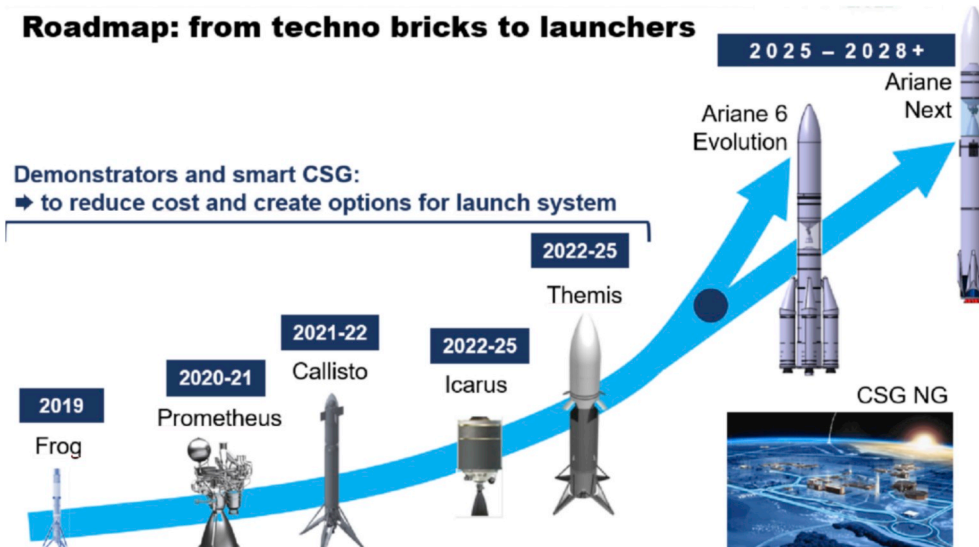 Roadmap: from techno bricks to launchers
2025 – 2028+
Ariane
Next
Ariane 6
Evolution
Demonstrators and smart CSG:
➡ to reduce cost and create options for launch system
2022-25
Themis
2021-22
Callisto
2022-25
Icarus
2020-21
Prometheus
2019
Frog
CSG NG